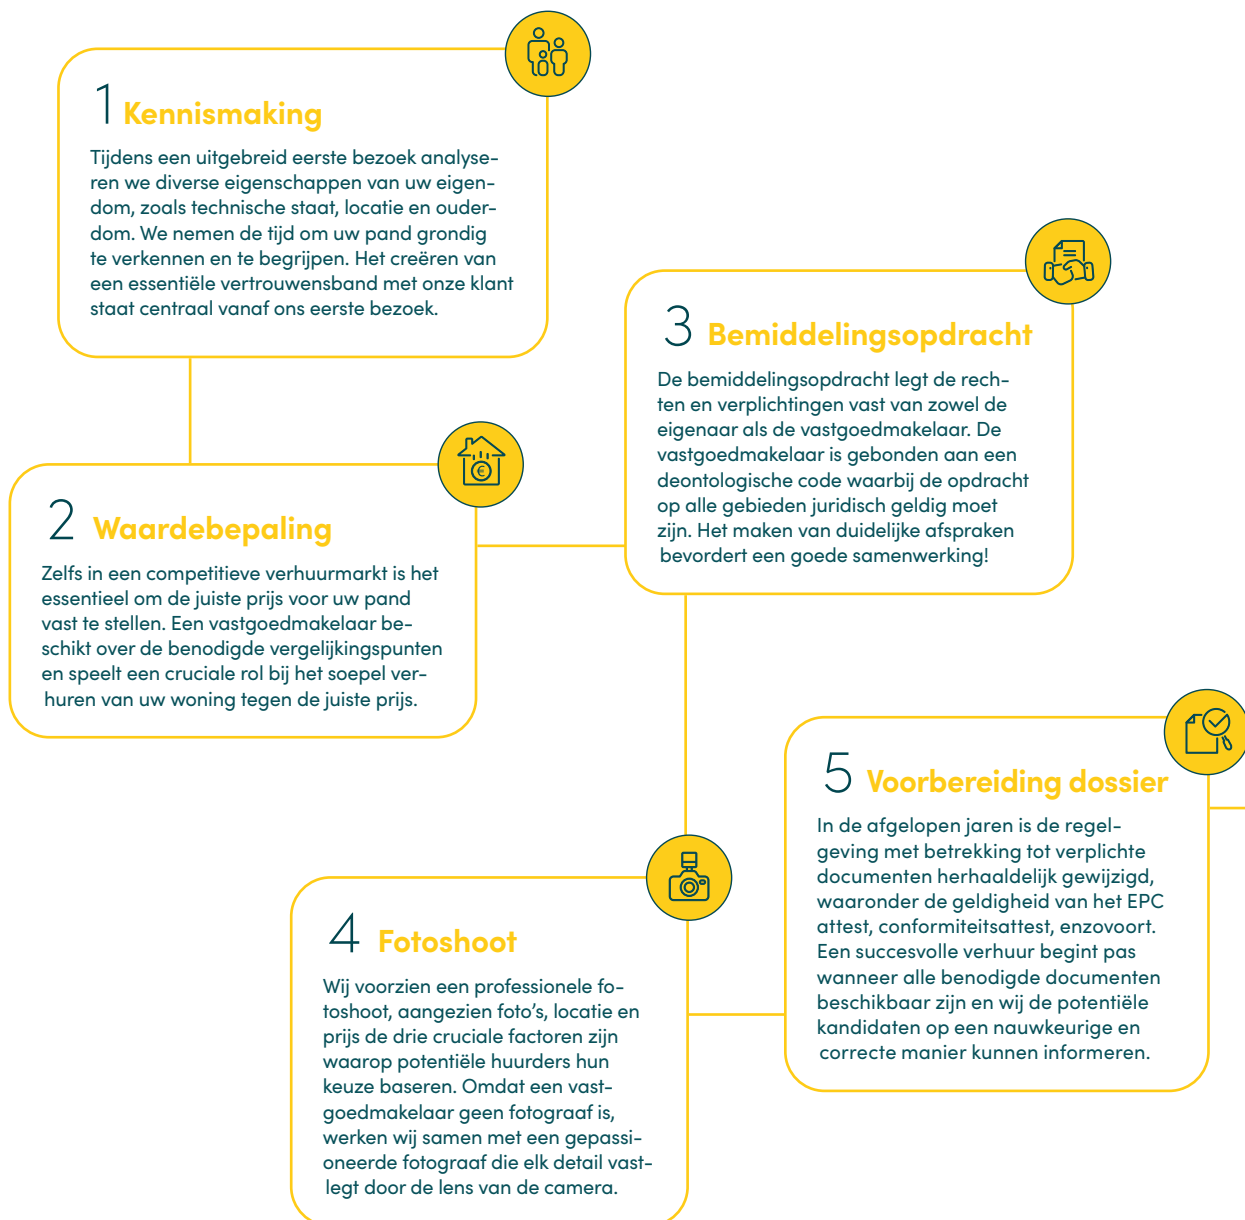 1 Kennismaking
Tijdens een uitgebreid eerste bezoek analyse-
ren we diverse eigenschappen van uw eigen-
dom, zoals technische staat, locatie en ouder-
dom. We nemen de tijd om uw pand grondig
te verkennen en te begrijpen. Het creëren van
een essentiële vertrouwensband met onze klant
staat centraal vanaf ons eerste bezoek.
2 Waardebepaling
Zelfs in een competitieve verhuurmarkt is het
essentieel om de juiste prijs voor uw pand
vast te stellen. Een vastgoedmakelaar be-
schikt over de benodigde vergelijkingspunten
en speelt een cruciale rol bij het soepel ver-
huren van uw woning tegen de juiste prijs.
3 Bemiddelingsopdracht
De bemiddelingsopdracht legt de rech-
ten en verplichtingen vast van zowel de
eigenaar als de vastgoedmakelaar. De
vastgoedmakelaar is gebonden aan een
deontologische code waarbij de opdracht
op alle gebieden juridisch geldig moet
zijn. Het maken van duidelijke afspraken
bevordert een goede samenwerking!
4 Fotoshoot
Wij voorzien een professionele fo-
toshoot, aangezien foto's, locatie en
prijs de drie cruciale factoren zijn
waarop potentiële huurders hun
keuze baseren. Omdat een vast-
goedmakelaar geen fotograaf is,
werken wij samen met een gepassi-
oneerde fotograaf die elk detail vast-
legt door de lens van de camera.
5 Voorbereiding dossier
In de afgelopen jaren is de regel-
geving met betrekking tot verplichte
documenten herhaaldelijk gewijzigd,
waaronder de geldigheid van het EPC
attest, conformiteitsattest, enzovoort.
Een succesvolle verhuur begint pas
wanneer alle benodigde documenten
beschikbaar zijn en wij de potentiële
kandidaten op een nauwkeurige en
correcte manier kunnen informeren.